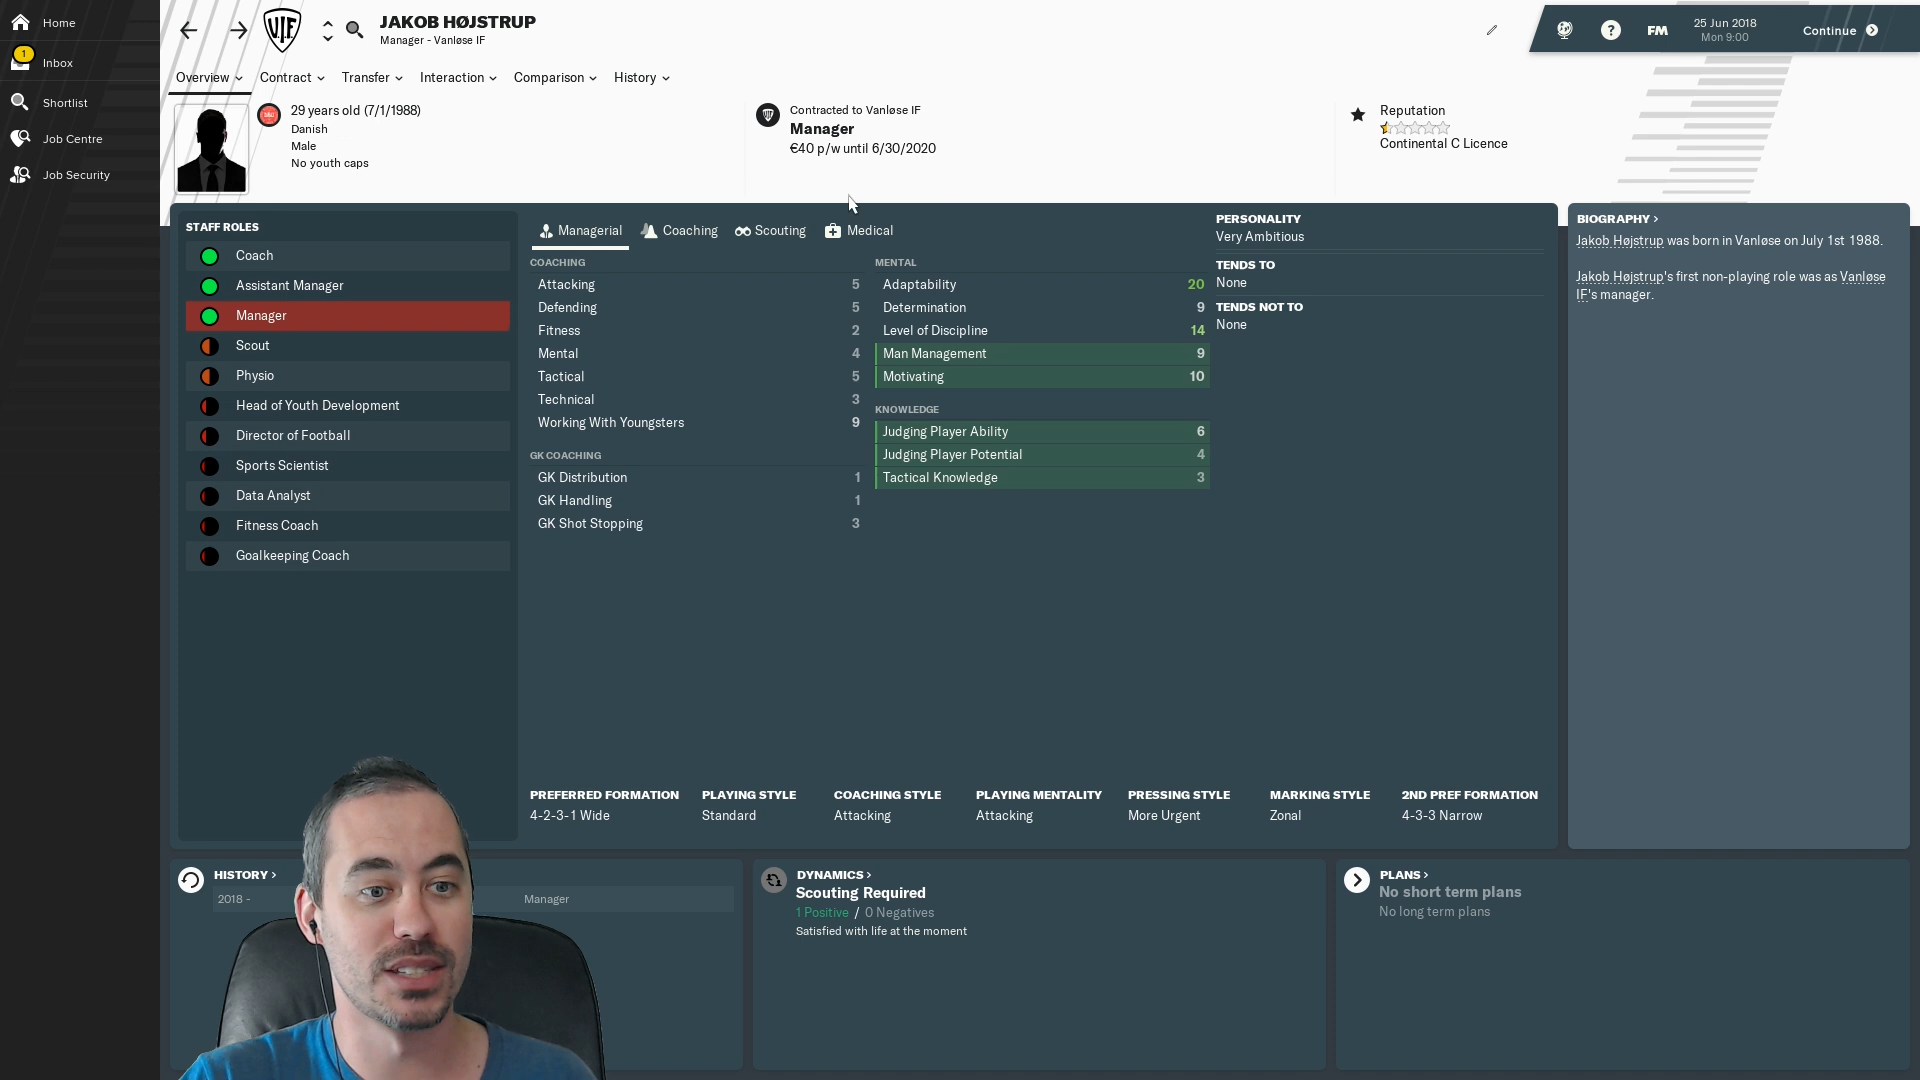 Home
1
Inbox
Shortlist
Job Centre
Job Security
V.I.F.
JAKOB HØJSTRUP
Manager - Vanløse IF
?
FM
25 Jun 2018
Mon 9:00
Continue
Overview
Contract
Transfer
Interaction
Comparison
History
29 years old (7/1/1988)
Danish
Male
No youth caps
Contracted to Vanløse IF
Manager
€40 p/w until 6/30/2020
Reputation
Continental C Licence
STAFF ROLES
Coach
Assistant Manager
Manager
Scout
Physio
Head of Youth Development
Director of Football
Sports Scientist
Data Analyst
Fitness Coach
Goalkeeping Coach
Managerial
Coaching
Scouting
Medical
COACHING
Attacking 5
Defending 5
Fitness 2
Mental 4
Tactical 5
Technical 3
Working With Youngsters 9
GK COACHING
GK Distribution 1
GK Handling 1
GK Shot Stopping 3
MENTAL
Adaptability 20
Determination 9
Level of Discipline 14
Man Management 9
Motivating 10
KNOWLEDGE
Judging Player Ability 6
Judging Player Potential 4
Tactical Knowledge 3
PERSONALITY
Very Ambitious
TENDS TO
None
TENDS NOT TO
None
BIOGRAPHY >
Jakob Højstrup was born in Vanløse on July 1st 1988.
Jakob Højstrup's first non-playing role was as Vanløse
IF's manager.
PREFERRED FORMATION
4-2-3-1 Wide
PLAYING STYLE
Standard
COACHING STYLE
Attacking
PLAYING MENTALITY
Attacking
PRESSING STYLE
More Urgent
MARKING STYLE
Zonal
2ND PREF FORMATION
4-3-3 Narrow
HISTORY >
2018 - Manager
DYNAMICS >
Scouting Required
1 Positive / 0 Negatives
Satisfied with life at the moment
PLANS >
No short term plans
No long term plans